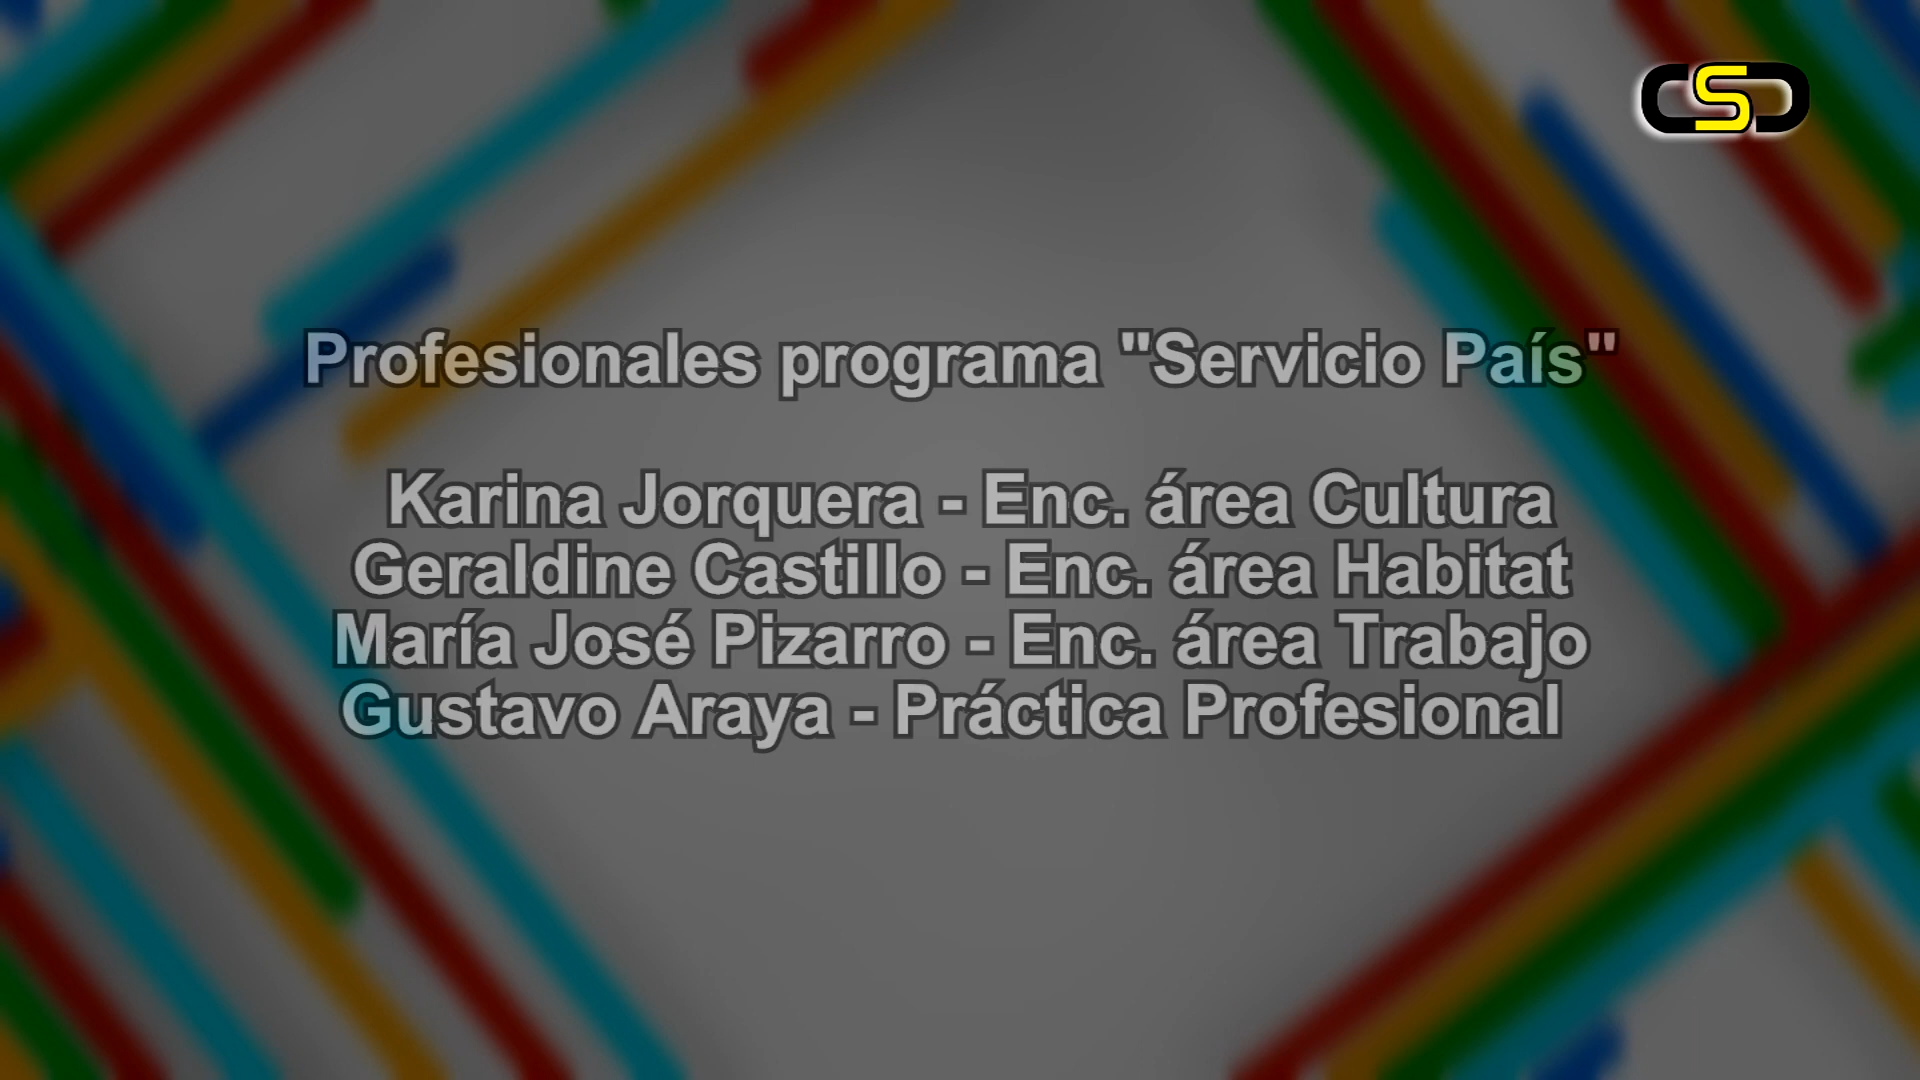 CSD
Profesionales programa "Servicio País"
Karina Jorquera - Enc. área Cultura
Geraldine Castillo - Enc. área Habitat
María José Pizarro - Enc. área Trabajo
Gustavo Araya - Práctica Profesional